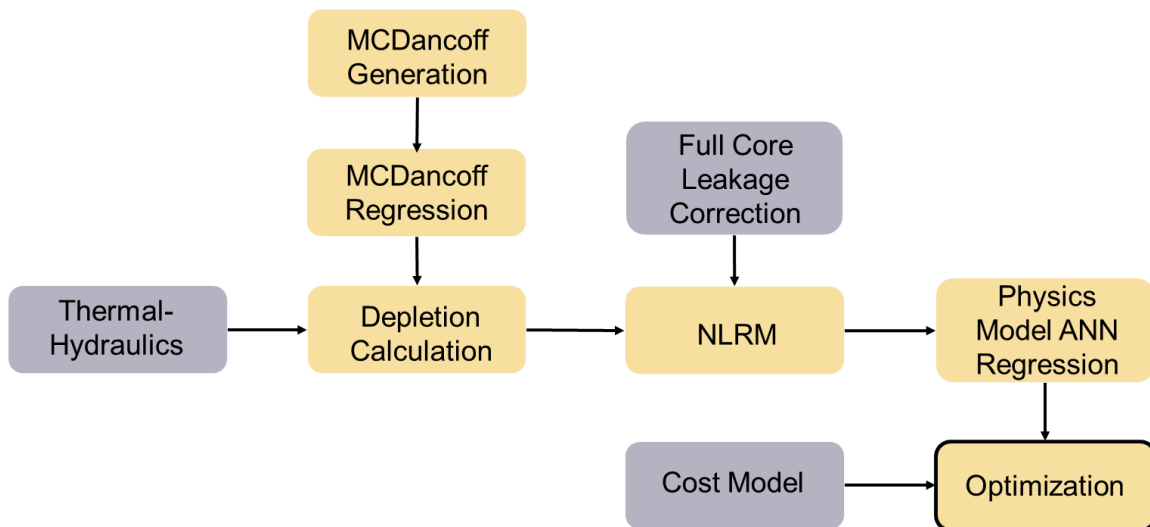 MCDancoff
Generation
MCDancoff
Regression
Full Core
Leakage
Correction
Thermal-
Hydraulics
Depletion
Calculation
NLRM
Physics
Model ANN
Regression
Cost Model
Optimization